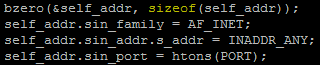 bzero(&self_addr, sizeof(self_addr));
self_addr.sin_family = AF_INET;
self_addr.sin_addr.s_addr = INADDR_ANY;
self_addr.sin_port = htons(PORT);